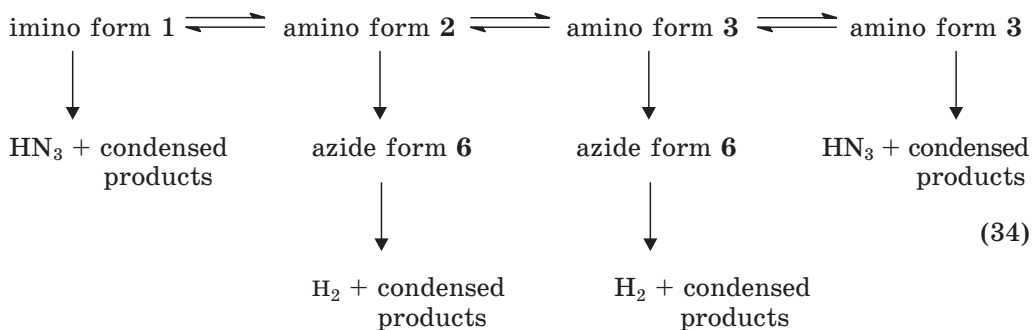 imino form 1 amino form 2 amino form 3 amino form 3
HN₃ + condensed products azide form 6 azide form 6 HN₃ + condensed products
(34)
H₂ + condensed products H₂ + condensed products